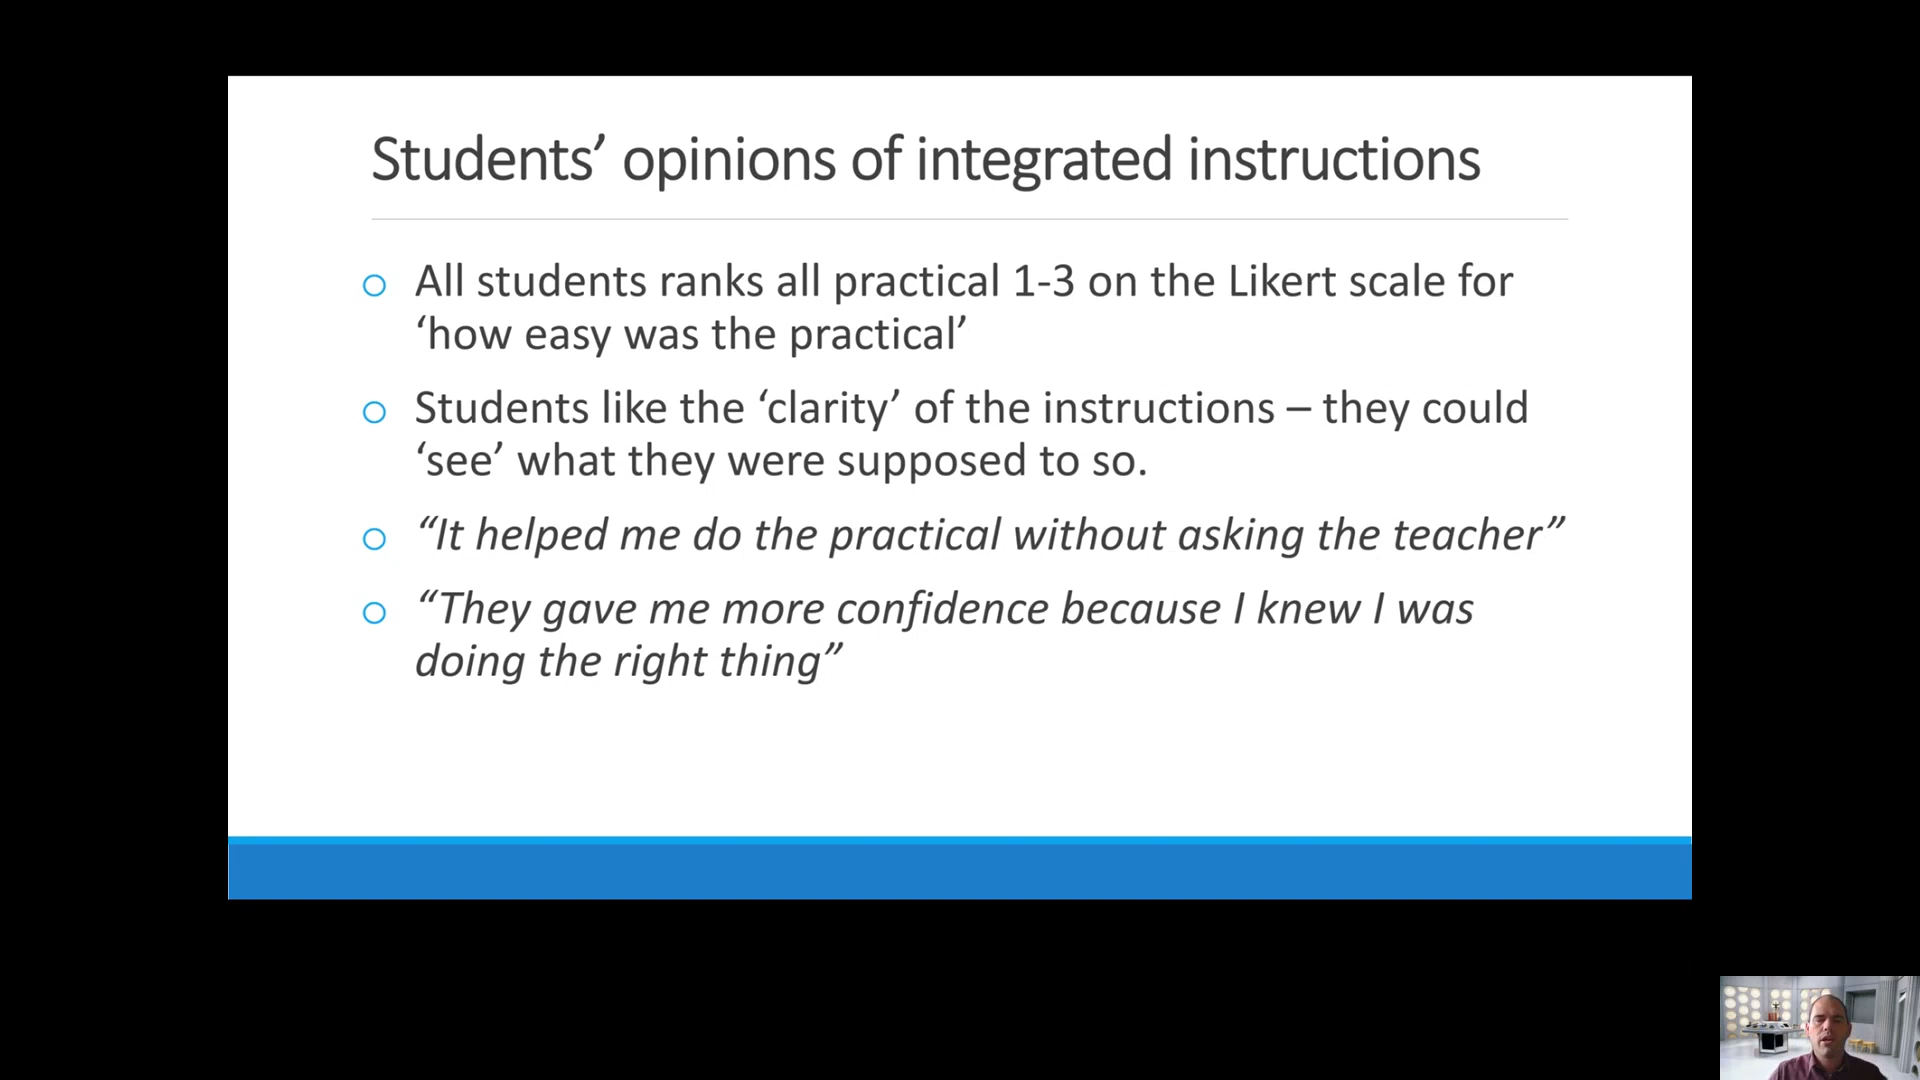 Students’ opinions of integrated instructions
All students ranks all practical 1-3 on the Likert scale for
‘how easy was the practical’
Students like the ‘clarity’ of the instructions – they could
‘see’ what they were supposed to so.
“It helped me do the practical without asking the teacher”
“They gave me more confidence because I knew I was
doing the right thing”